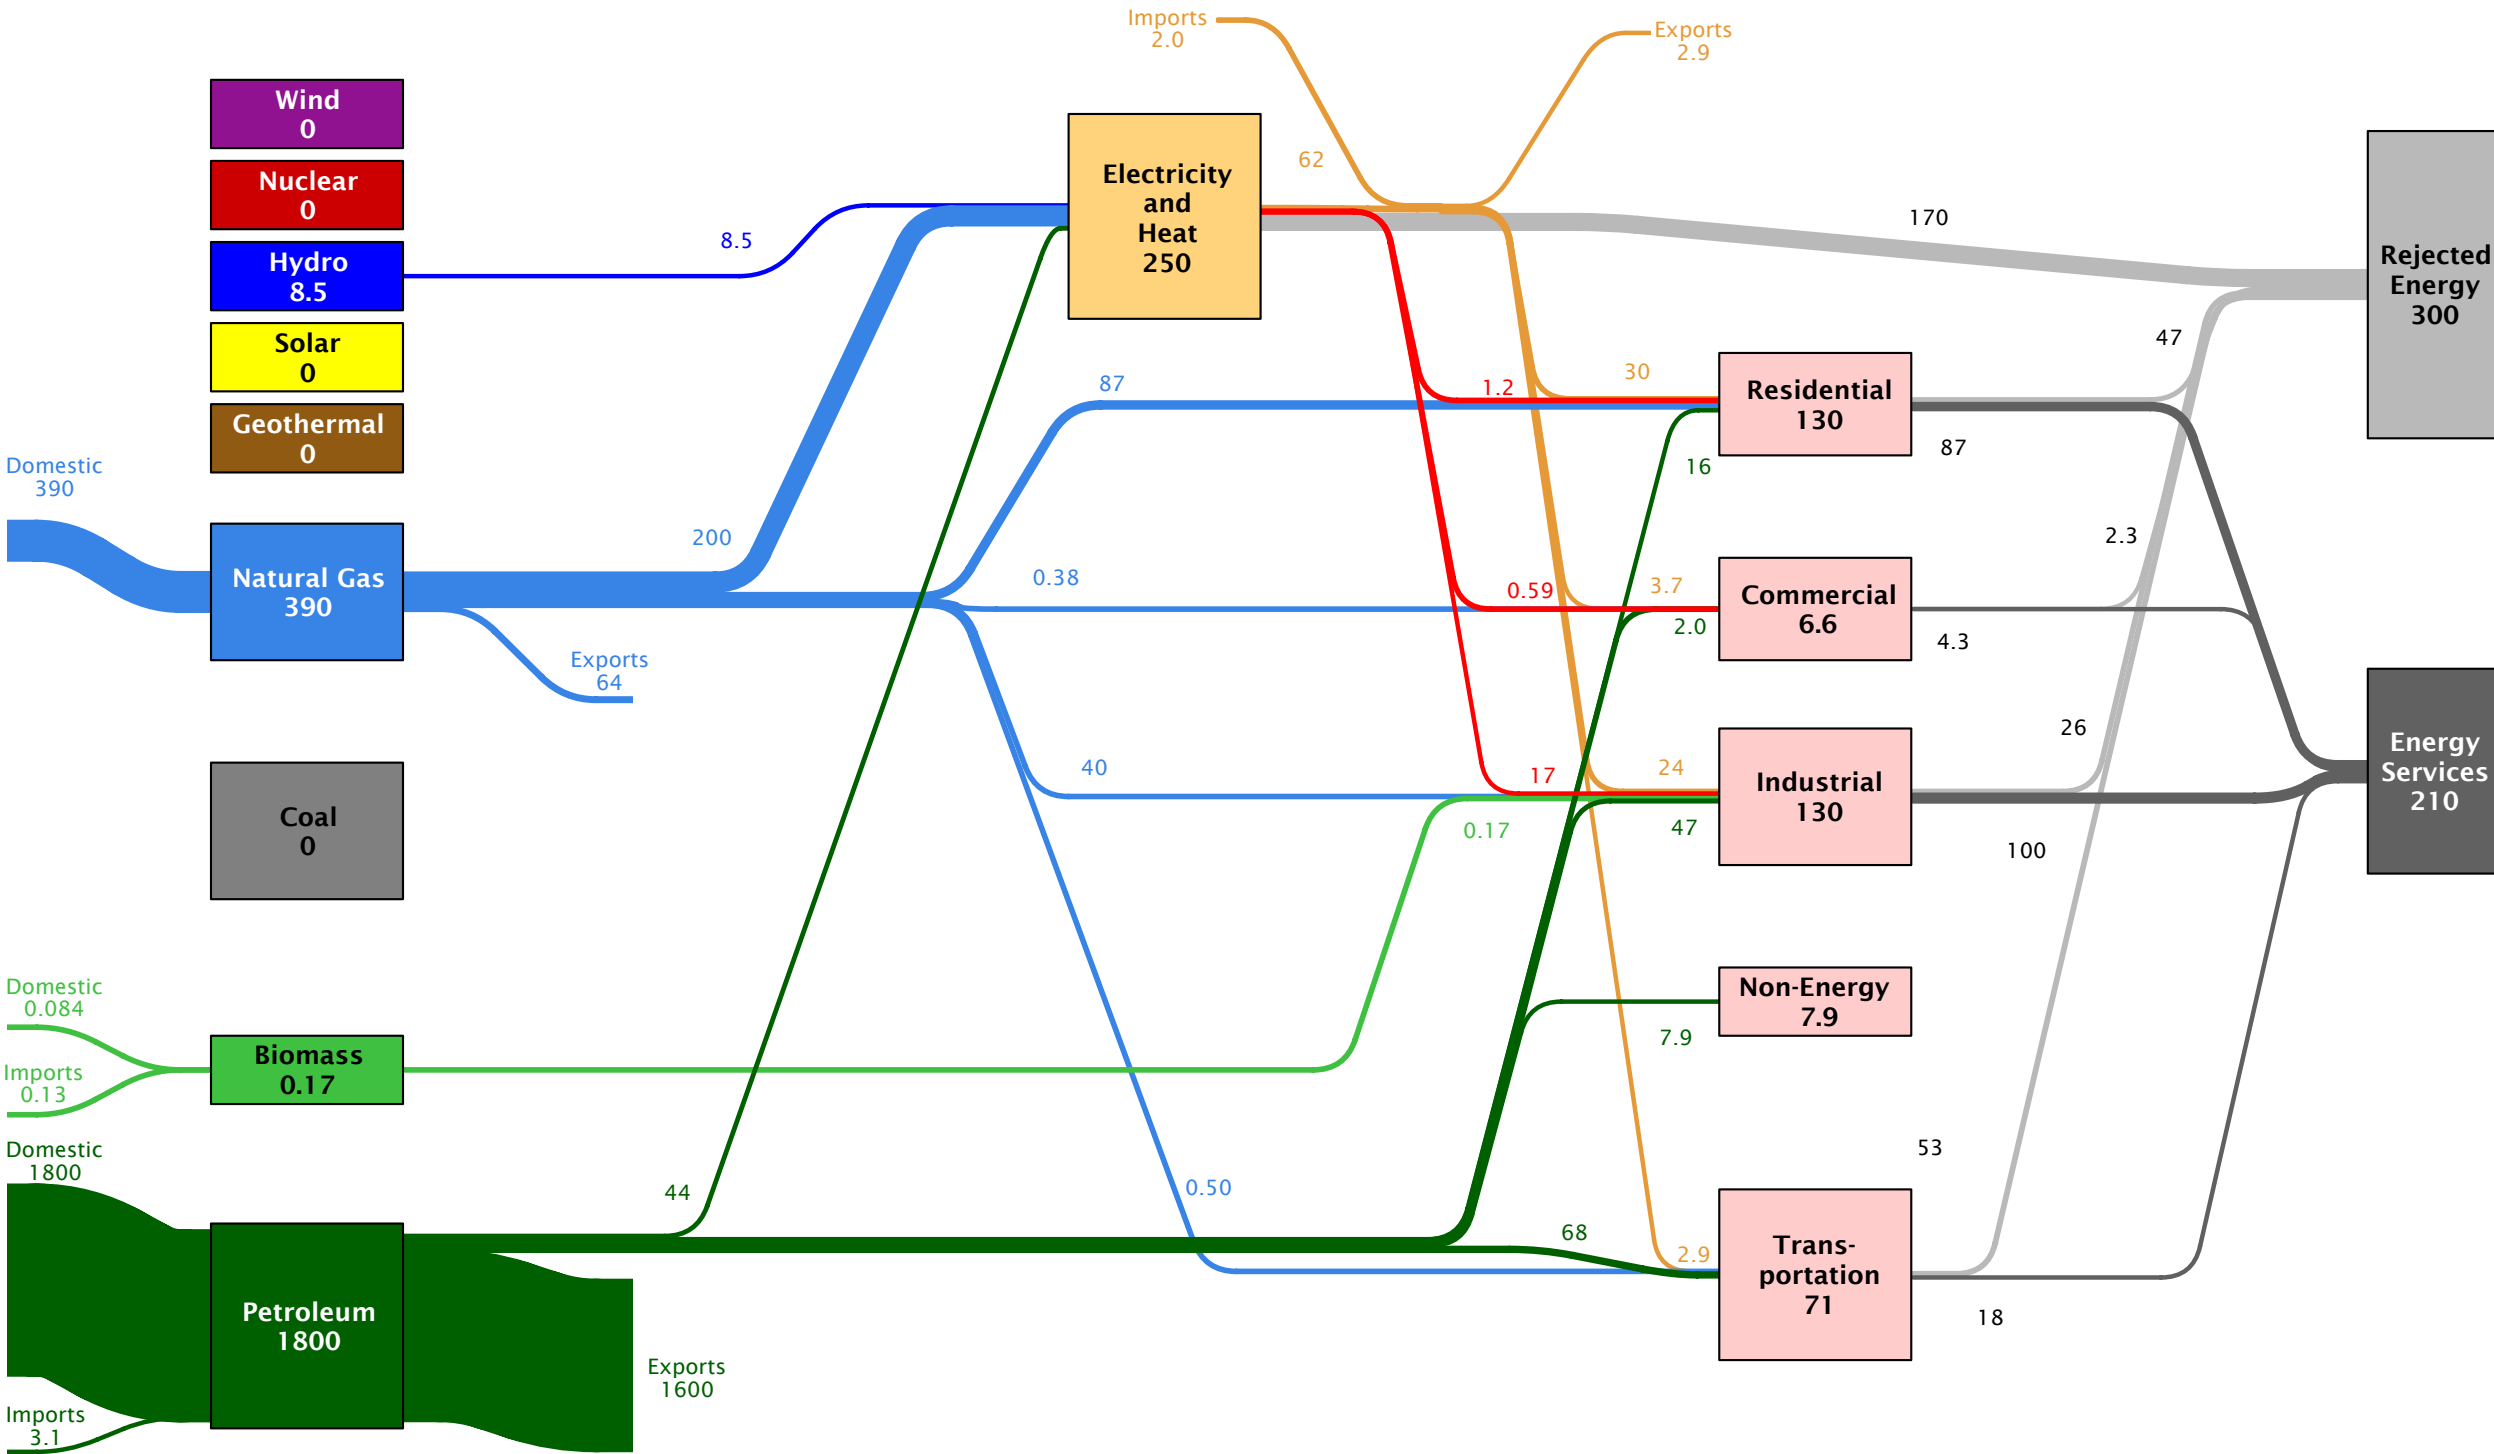 Imports
2.0
Exports
2.9
Wind
0
Nuclear
0
Hydro
8.5
Solar
0
Geothermal
0
8.5
Electricity
and
Heat
250
62
170
Rejected
Energy
300
47
Domestic
390
Natural Gas
390
200
Exports
64
87
0.38
40
1.2
30
16
Residential
130
87
0.59
3.7
2.0
Commercial
6.6
2.3
4.3
17
24
0.17
47
Industrial
130
26
100
Energy
Services
210
Coal
0
Domestic
0.084
Imports
0.13
Biomass
0.17
7.9
Non-Energy
7.9
Domestic
1800
Imports
3.1
Petroleum
1800
Exports
1600
44
0.50
68
2.9
Trans-
portation
71
53
18